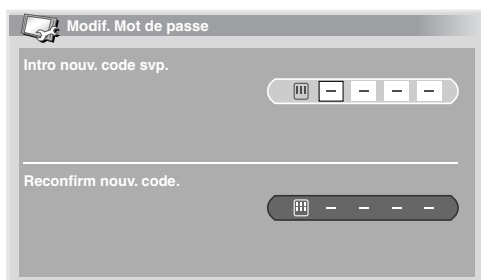 Modif. Mot de passe
Intro nouv. code svp.
– – – –
Reconfirm nouv. code.
– – – –